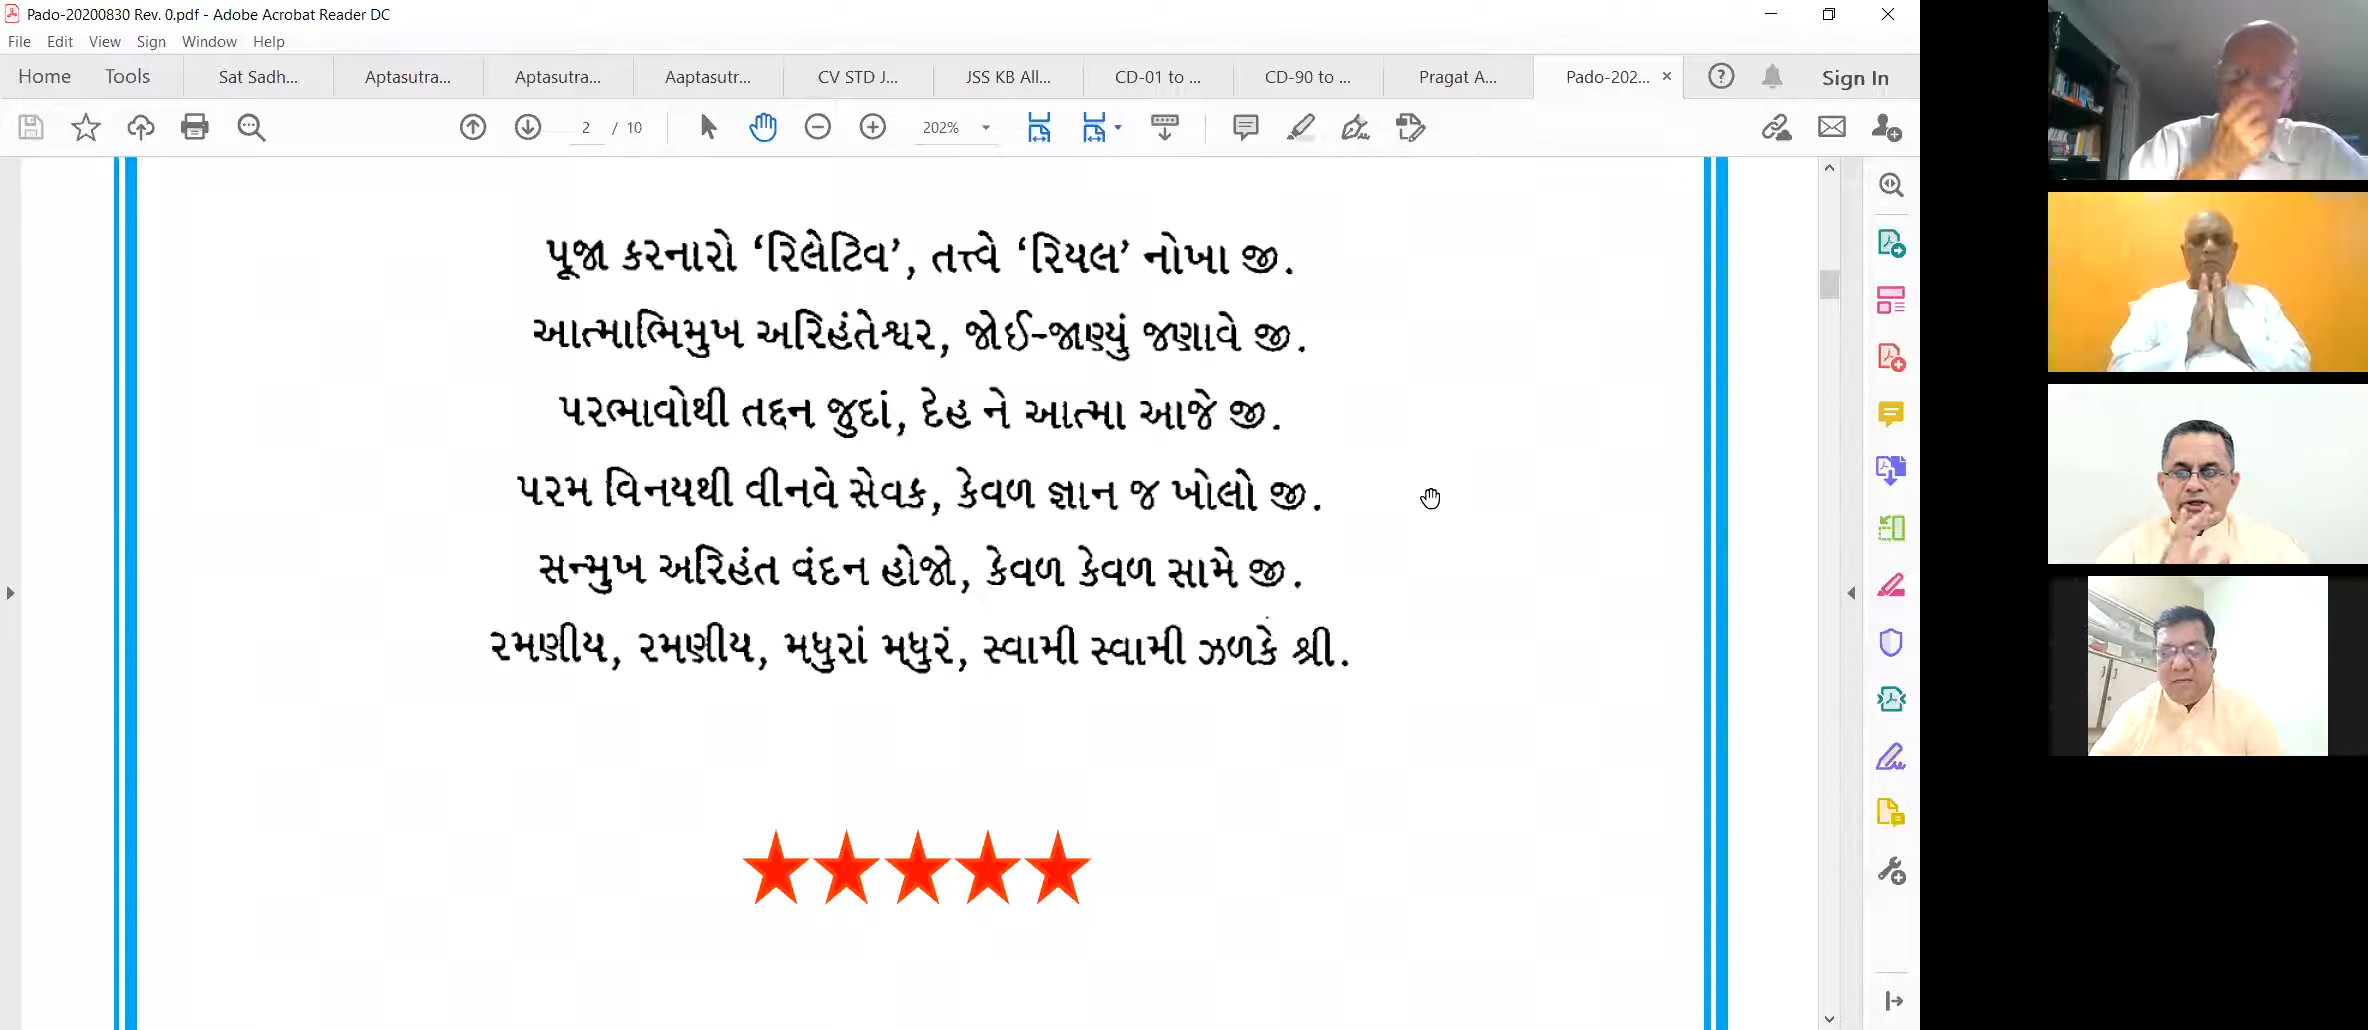 Pado-20200830 Rev. 0.pdf - Adobe Acrobat Reader DC
File Edit View Sign Window Help
Home Tools Sat Sadh... Aptasutra... Aptasutra... Aaptasutr... CV STD J... JSS KB All... CD-01 to ... CD-90 to ... Pragat A... Pado-202... Sign In
2 / 10 202%
પૂજા કરનારો ‘રિલેટિવ’, તત્ત્વે ‘રિયલ’ નોખા જી.
આત્માભિમુખ અરિહંતેશ્વર, જોઈ-જાણ્યું જણાવે જી.
પરભાવોથી તદ્દન જુદાં, દેહ ને આત્મા આજે જી.
પરમ વિનયથી વીનવે સેવક, કેવળ જ્ઞાન જ ખોલો જી.
સન્મુખ અરિહંત વંદન હોજો, કેવળ કેવળ સામે જી.
રમણીય, રમણીય, મધુરાં મધુરં, સ્વામી સ્વામી ઝળકે શ્રી.